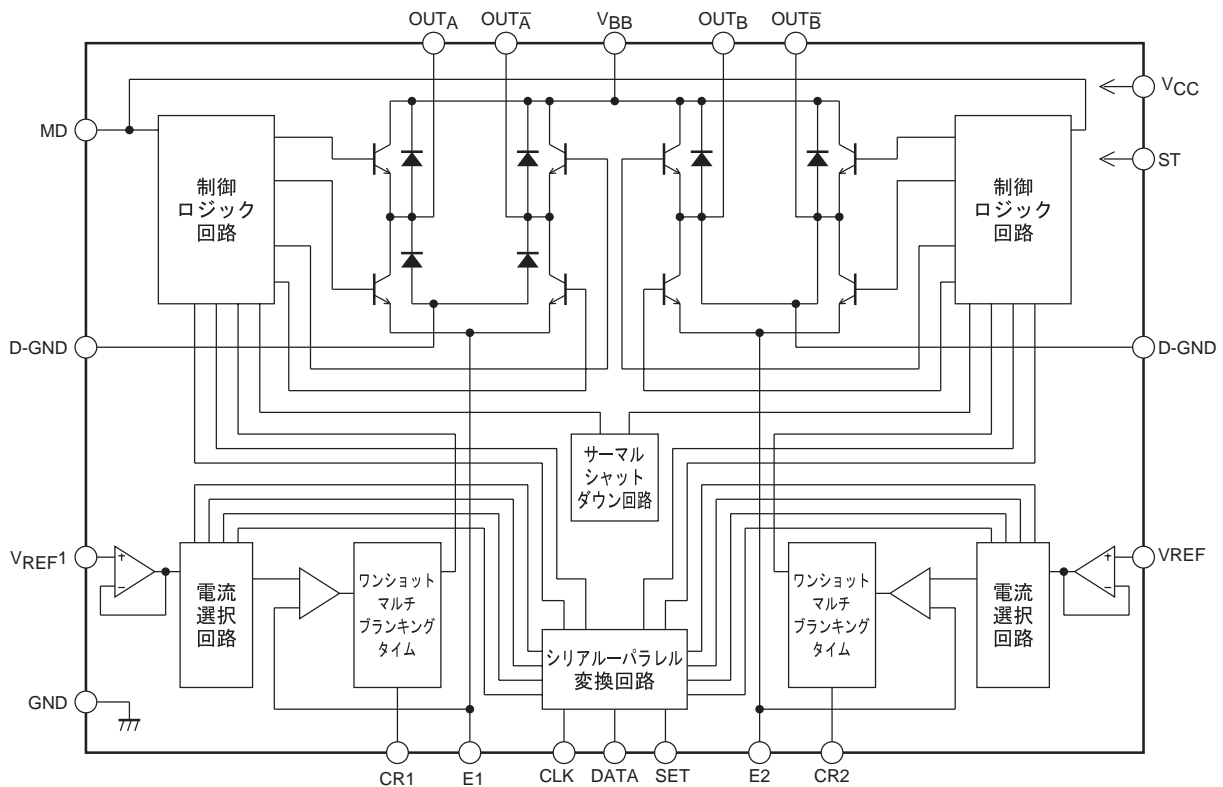 OUTA
OUTA̅
VBB
OUTB
OUTB̅
VCC
MD
ST
制御
ロジック
回路
制御
ロジック
回路
D-GND
D-GND
サーマル
シャット
ダウン回路
VREF1
+
−
電流
選択
回路
ワンショット
マルチ
ブランキング
タイム
シリアルーパラレル
変換回路
ワンショット
マルチ
ブランキング
タイム
電流
選択
回路
+
−
VREF
GND
CR1
E1
CLK
DATA
SET
E2
CR2